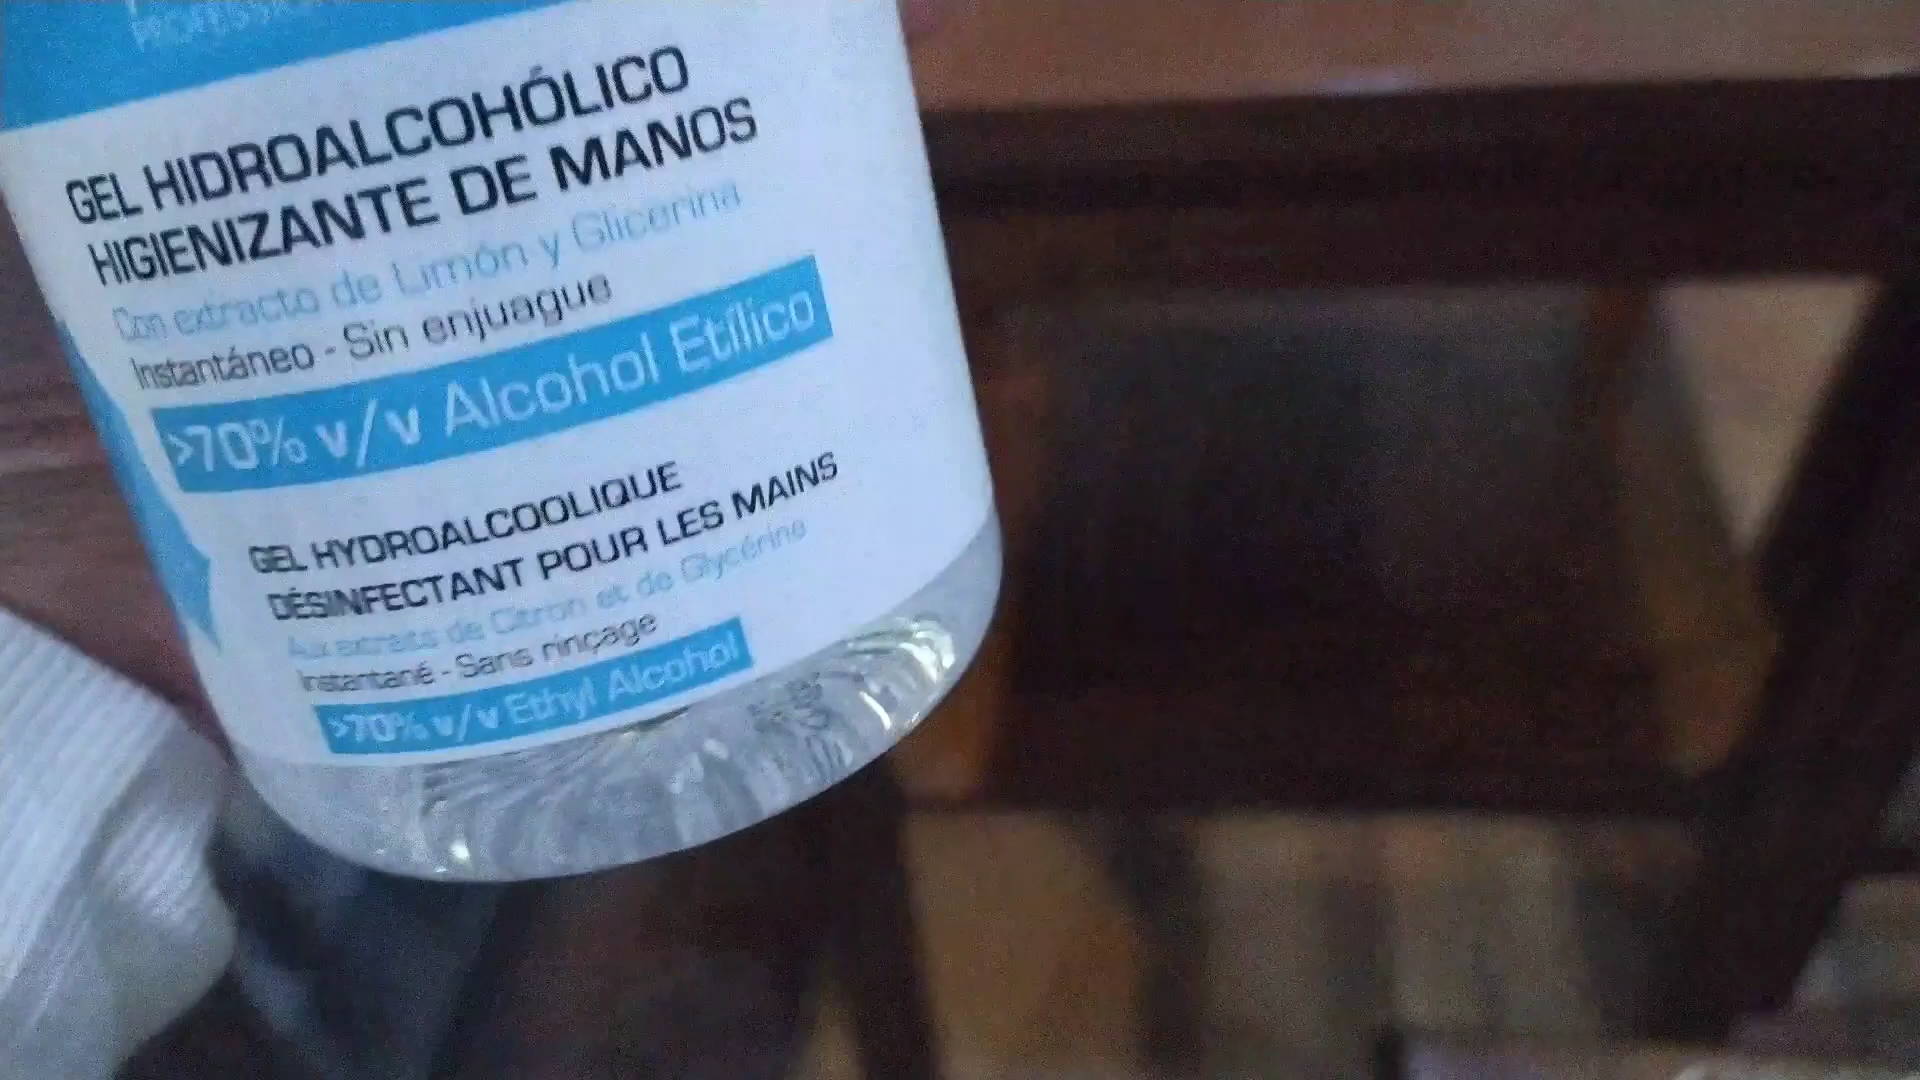 GEL HIDROALCOHÓLICO
HIGIENIZANTE DE MANOS
Con extracto de Limón y Glicerina
Instantáneo - Sin enjuague
>70% v/v Alcohol Etílico
GEL HYDROALCOOLIQUE
DÉSINFECTANT POUR LES MAINS
Aux extraits de Citron et de Glycérine
Instantané - Sans rinçage
>70% v/v Ethyl Alcohol